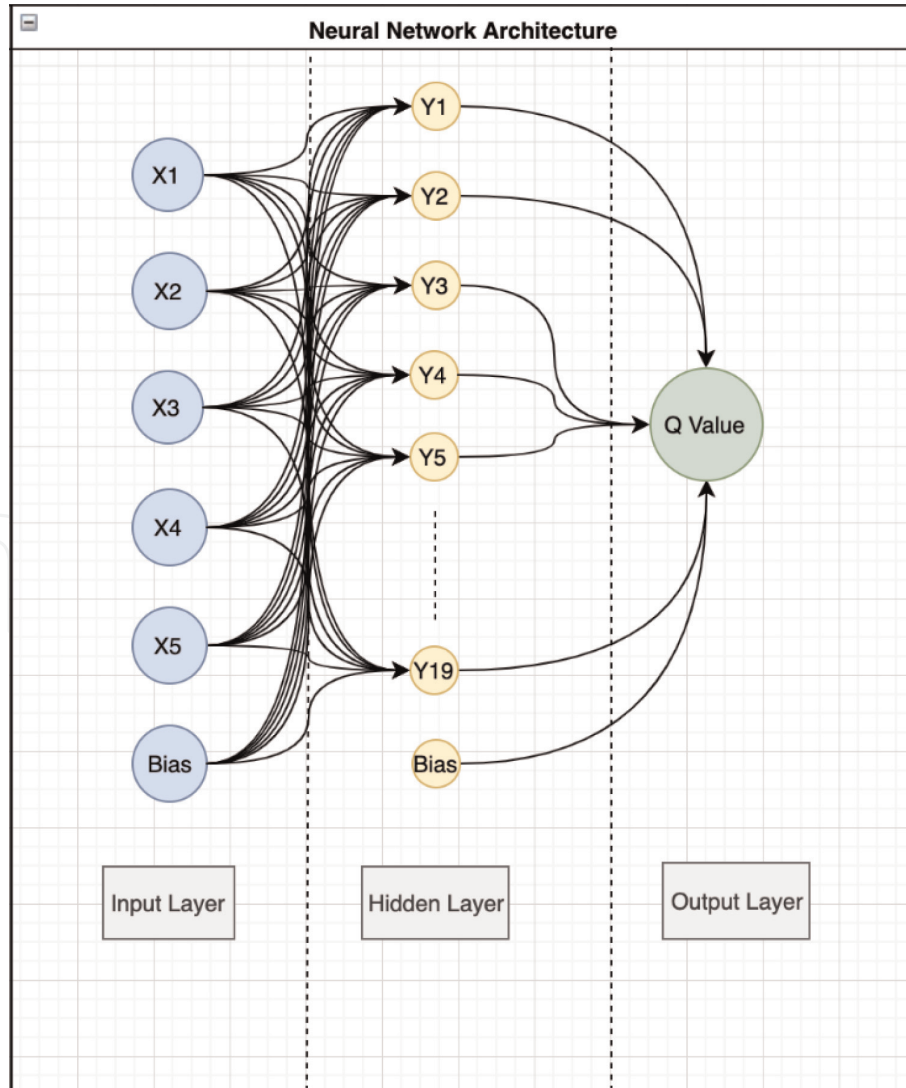 Neural Network Architecture
X1
X2
X3
X4
X5
Bias
Y1
Y2
Y3
Y4
Y5
Y19
Bias
Q Value
Input Layer
Hidden Layer
Output Layer